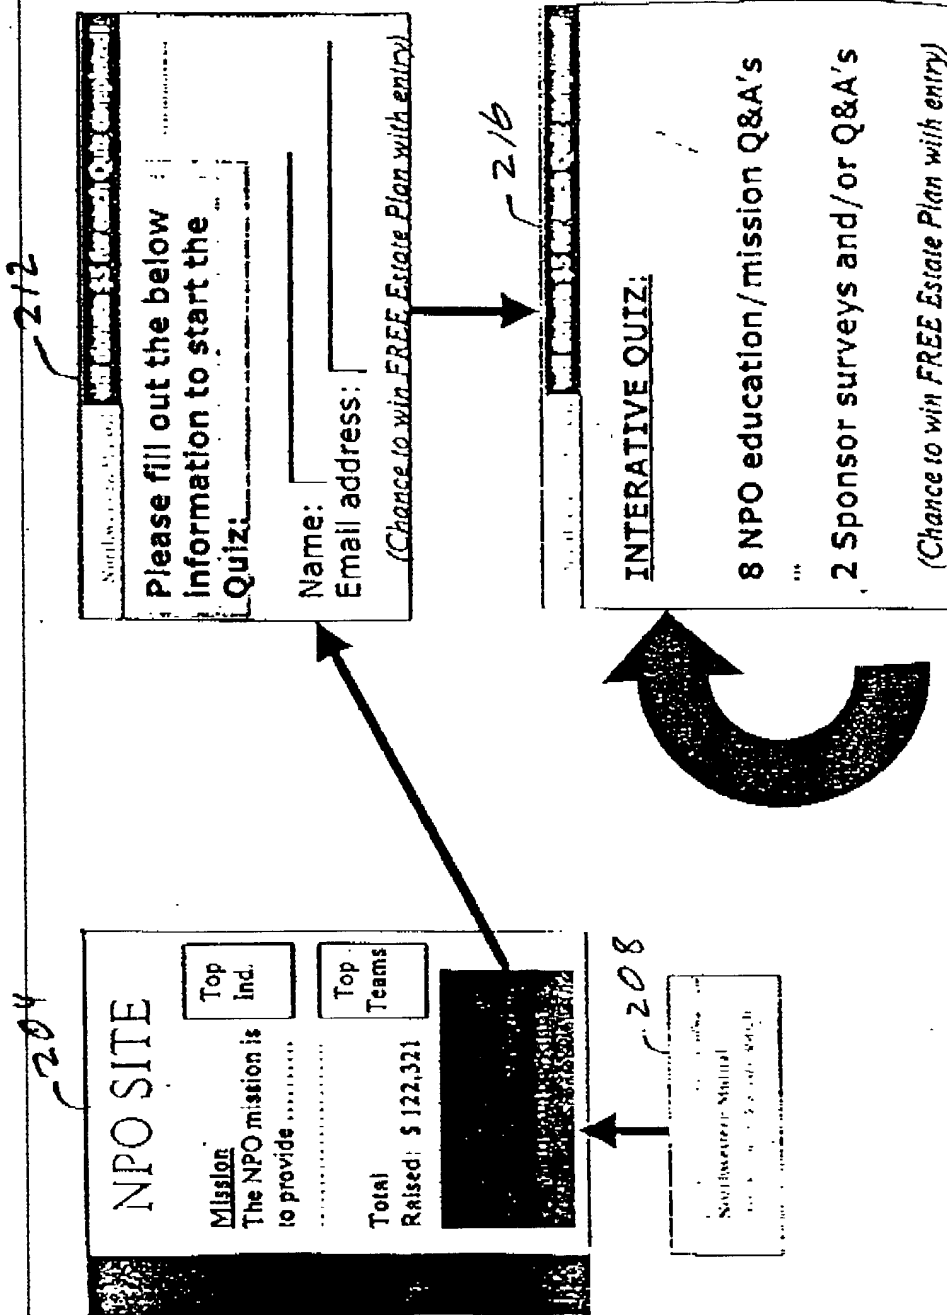 204
NPO SITE
Mission
The NPO mission is
to provide .........
Top
Ind.
Top
Teams
Total
Raised: $ 122,321
208
Northwestern Mutual
212
Please fill out the below
information to start the
Quiz:
Name:
Email address:
(Chance to win FREE Estate Plan with entry)
216
INTERATIVE QUIZ:
8 NPO education/mission Q&A's
...
2 Sponsor surveys and/or Q&A's
(Chance to win FREE Estate Plan with entry)